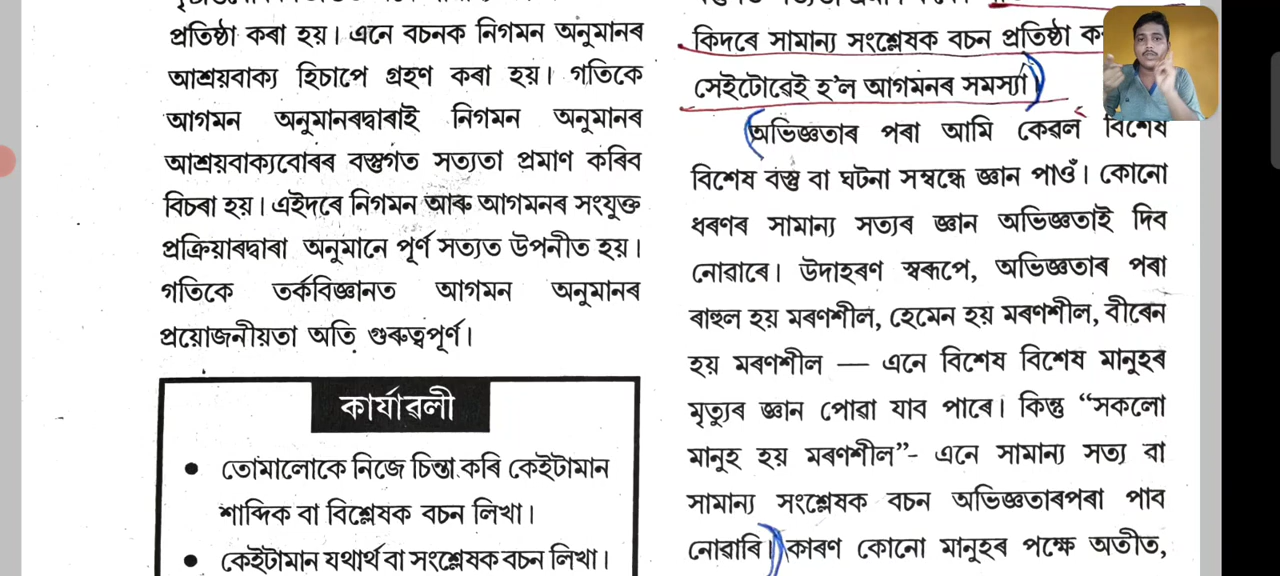 প্ৰতিষ্ঠা কৰা হয়। এনে বচনক নিগমন অনুমানৰ
আশ্ৰয়বাক্য হিচাপে গ্ৰহণ কৰা হয়। গতিকে
আগমন অনুমানৰদ্বাৰাই নিগমন অনুমানৰ
আশ্ৰয়বাক্যবোৰৰ বস্তুগত সত্যতা প্ৰমাণ কৰিব
বিচৰা হয়। এইদৰে নিগমন আৰু আগমনৰ সংযুক্ত
প্ৰক্ৰিয়াৰদ্বাৰা অনুমানে পূৰ্ণ সত্যত উপনীত হয়।
গতিকে তৰ্কবিজ্ঞানত আগমন অনুমানৰ
প্ৰয়োজনীয়তা অতি গুৰুত্বপূৰ্ণ।
কাৰ্যাৱলী
• তোমালোকে নিজে চিন্তা কৰি কেইটামান
শাব্দিক বা বিশ্লেষক বচন লিখা।
• কেইটামান যথাৰ্থ বা সংশ্লেষক বচন লিখা।
কিদৰে সামান্য সংশ্লেষক বচন প্ৰতিষ্ঠা
সেইটোৱেই হ'ল আগমনৰ সমস্যা।
অভিজ্ঞতাৰ পৰা আমি কেৱল বিশেষ
বিশেষ বস্তু বা ঘটনা সম্বন্ধে জ্ঞান পাওঁ। কোনো
ধৰণৰ সামান্য সত্যৰ জ্ঞান অভিজ্ঞতাই দিব
নোৱাৰে। উদাহৰণ স্বৰূপে, অভিজ্ঞতাৰ পৰা
ৰাহুল হয় মৰণশীল, হেমেন হয় মৰণশীল, বীৰেন
হয় মৰণশীল — এনে বিশেষ বিশেষ মানুহৰ
মৃত্যুৰ জ্ঞান পোৱা যাব পাৰে। কিন্তু “সকলো
মানুহ হয় মৰণশীল”- এনে সামান্য সত্য বা
সামান্য সংশ্লেষক বচন অভিজ্ঞতাৰপৰা পাব
নোৱাৰি। কাৰণ কোনো মানুহৰ পক্ষে অতীত,